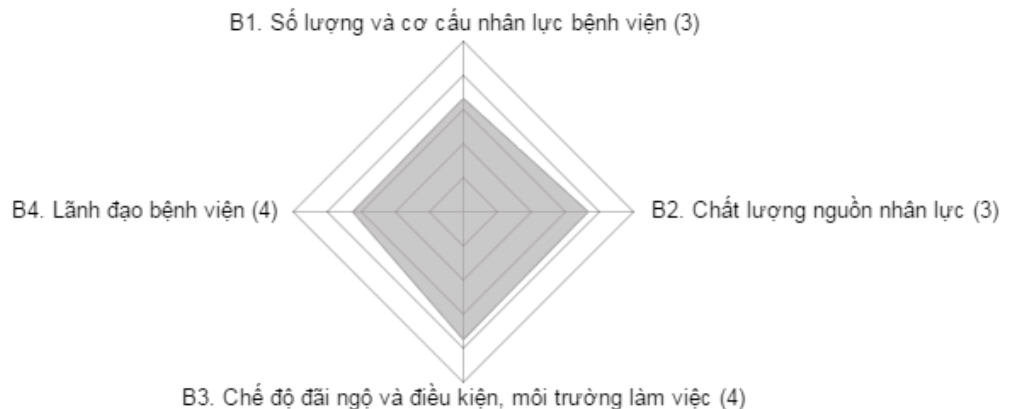 B1. Số lượng và cơ cấu nhân lực bệnh viện (3)
B4. Lãnh đạo bệnh viện (4)
B2. Chất lượng nguồn nhân lực (3)
B3. Chế độ đãi ngộ và điều kiện, môi trường làm việc (4)